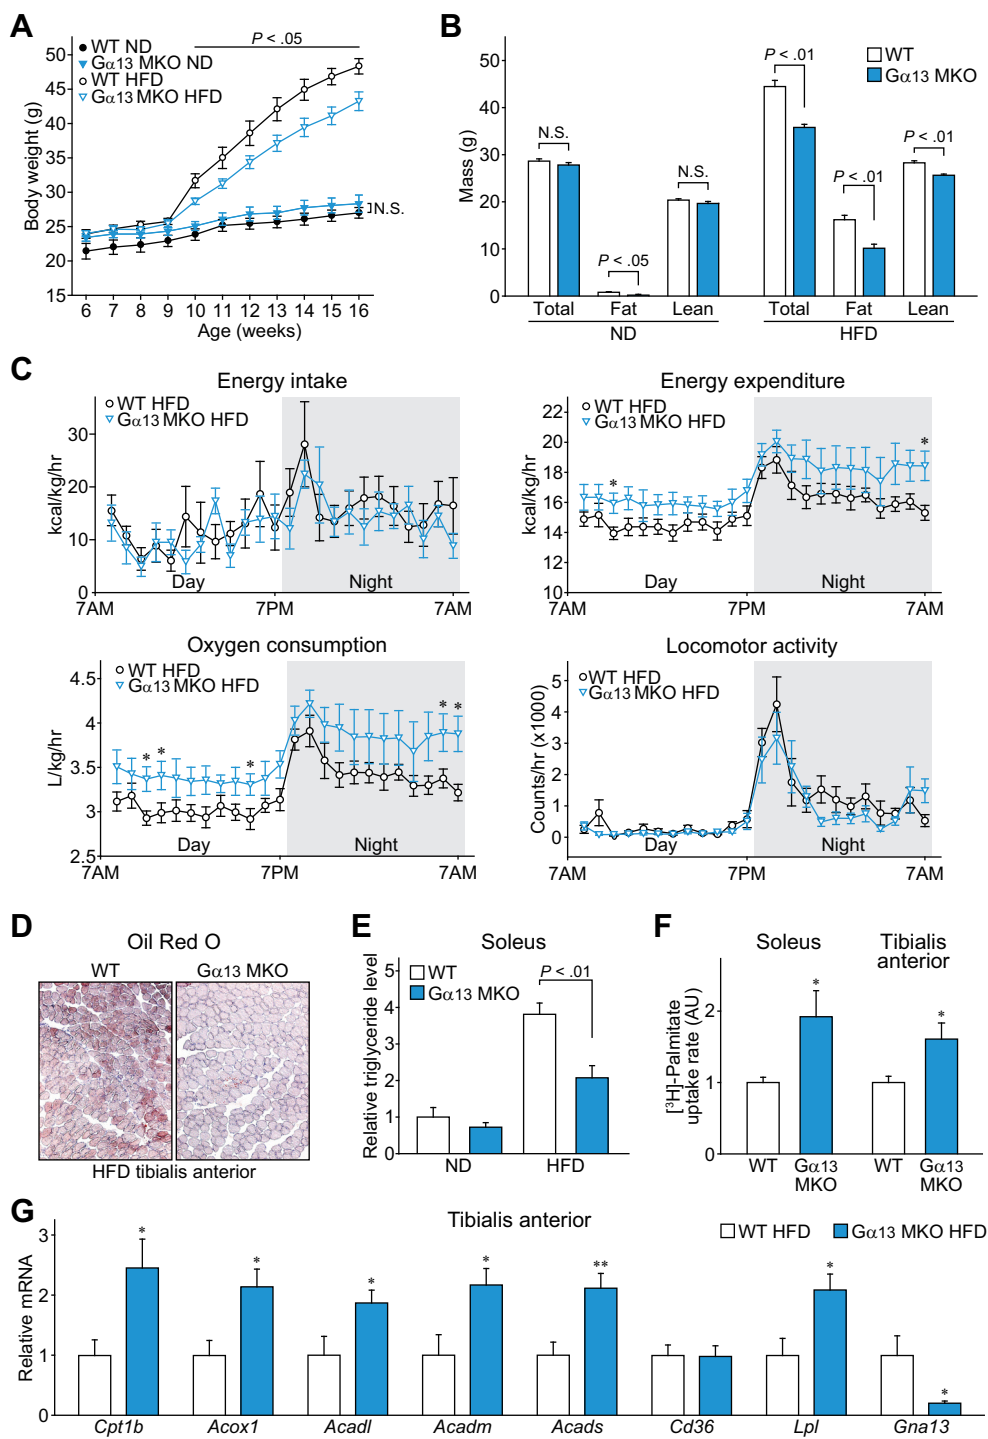 A
WT ND
Gα13 MKO ND
WT HFD
Gα13 MKO HFD
P < .05
N.S.
Body weight (g)
50
45
40
35
30
25
20
15
6 7 8 9 10 11 12 13 14 15 16
Age (weeks)
B
WT
Gα13 MKO
Mass (g)
50
40
30
20
10
0
N.S.
P < .05
N.S.
P < .01
P < .01
P < .01
Total Fat Lean Total Fat Lean
ND HFD
C
Energy intake
WT HFD
Gα13 MKO HFD
kcal/kg/hr
30
20
10
0
Day Night
7AM 7PM 7AM
Energy expenditure
WT HFD
Gα13 MKO HFD
kcal/kg/hr
22
20
18
16
14
12
10
* *
Day Night
7AM 7PM 7AM
Oxygen consumption
WT HFD
Gα13 MKO HFD
L/kg/hr
4.5
4
3.5
3
2.5
* * * * *
Day Night
7AM 7PM 7AM
Locomotor activity
WT HFD
Gα13 MKO HFD
Counts/hr (x1000)
5
4
3
2
1
0
Day Night
7AM 7PM 7AM
D
Oil Red O
WT Gα13 MKO
HFD tibialis anterior
E
Soleus
WT
Gα13 MKO
P < .01
Relative triglyceride level
5
4
3
2
1
0
ND HFD
F
Soleus Tibialis
anterior
[³H]-Palmitate
uptake rate (AU)
2
1
0
* *
WT Gα13 WT Gα13
MKO MKO
G
Tibialis anterior
WT HFD Gα13 MKO HFD
Relative mRNA
3
2
1
0
* * * * ** * *
Cpt1b Acox1 Acadl Acadm Acads Cd36 Lpl Gna13